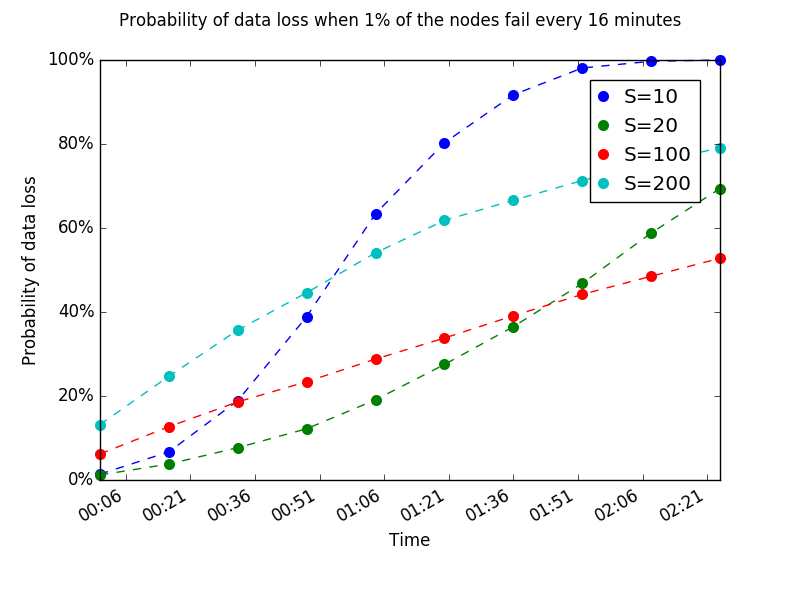 Probability of data loss when 1% of the nodes fail every 16 minutes
100%
80%
60%
40%
20%
0%
Probability of data loss
S=10
S=20
S=100
S=200
00:06
00:21
00:36
00:51
01:06
01:21
01:36
01:51
02:06
02:21
Time